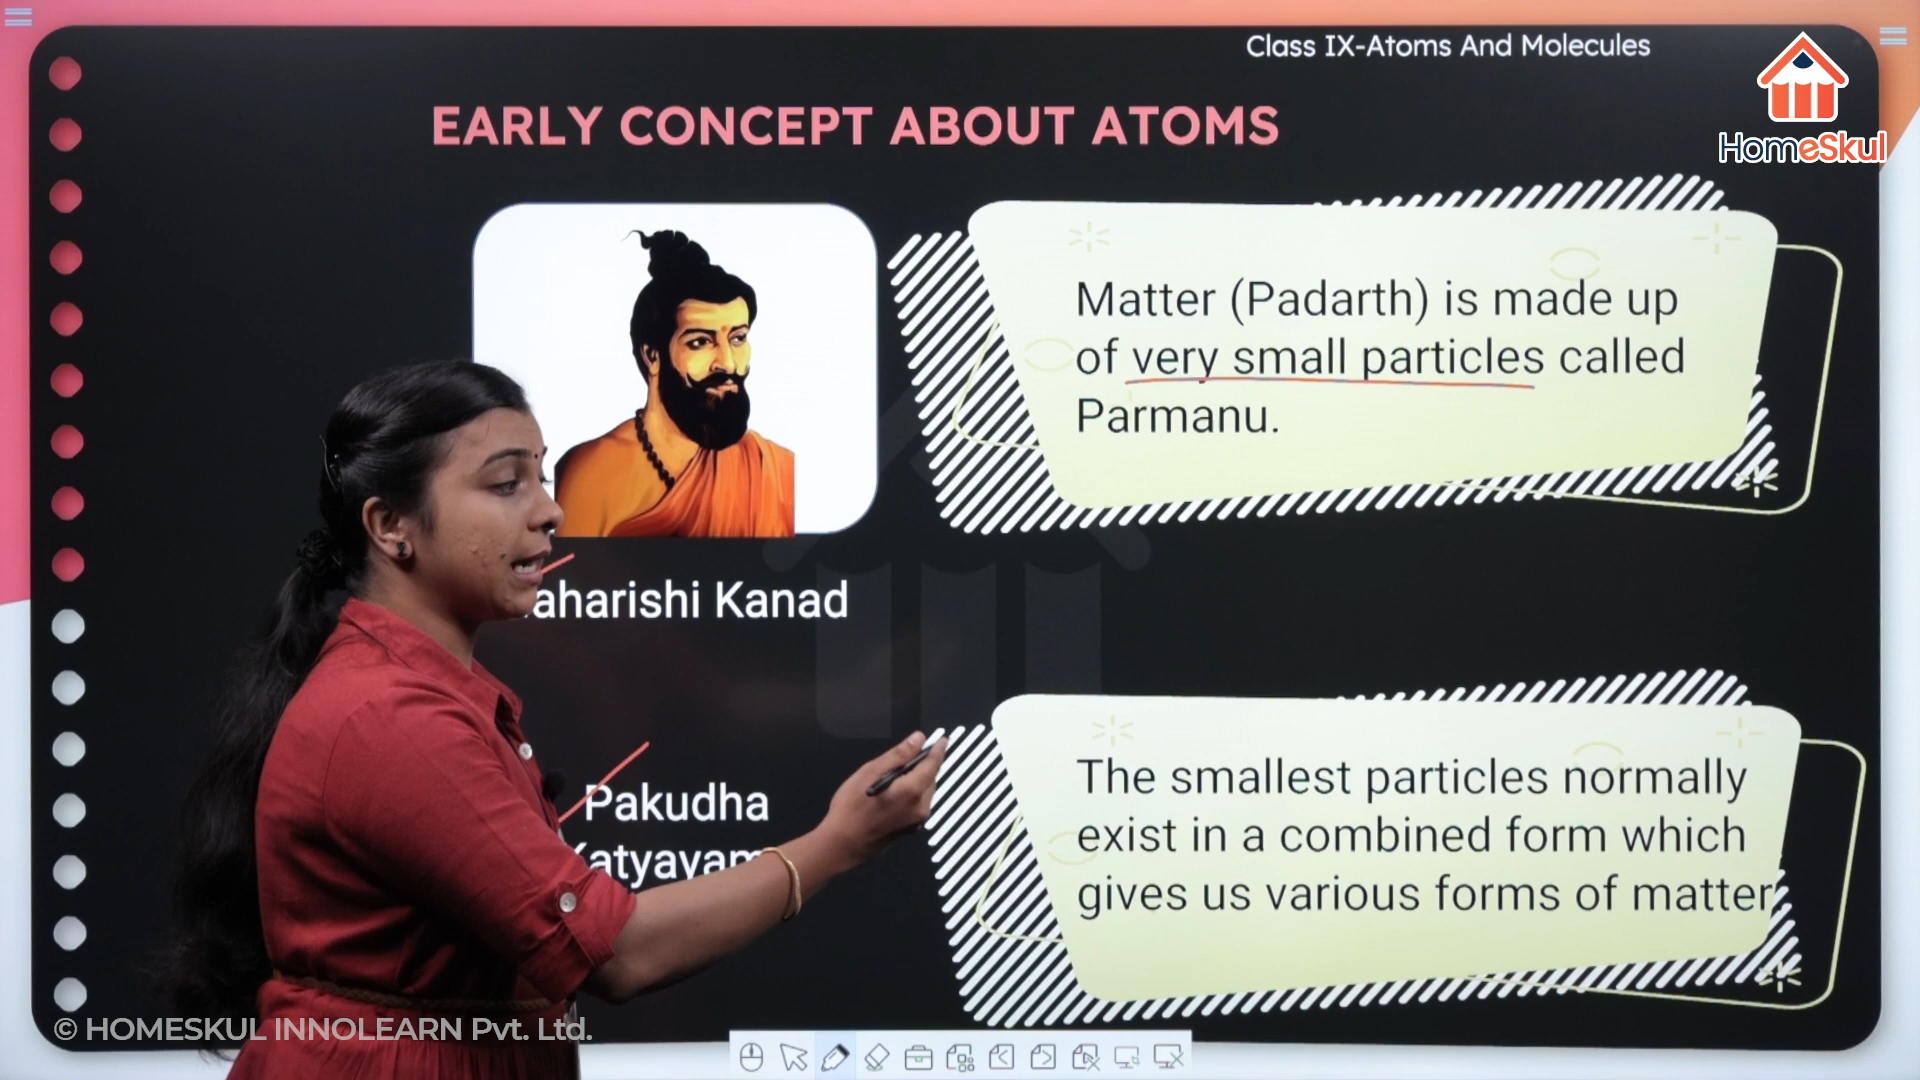 Class IX-Atoms And Molecules
HomeSkul
EARLY CONCEPT ABOUT ATOMS
Matter (Padarth) is made up
of very small particles called
Parmanu.
aharishi Kanad
The smallest particles normally
exist in a combined form which
gives us various forms of matter
Pakudha
atyayam
© HOMESKUL INNOLEARN Pvt. Ltd.